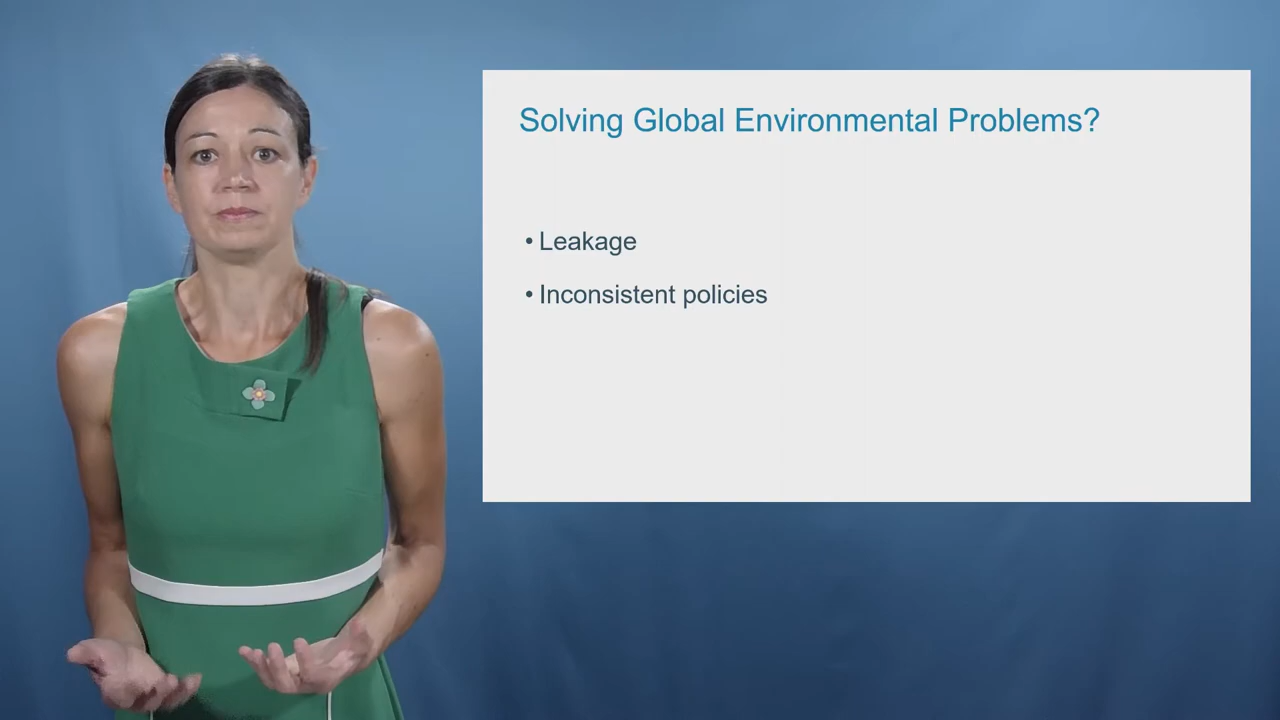 Solving Global Environmental Problems?
• Leakage
• Inconsistent policies